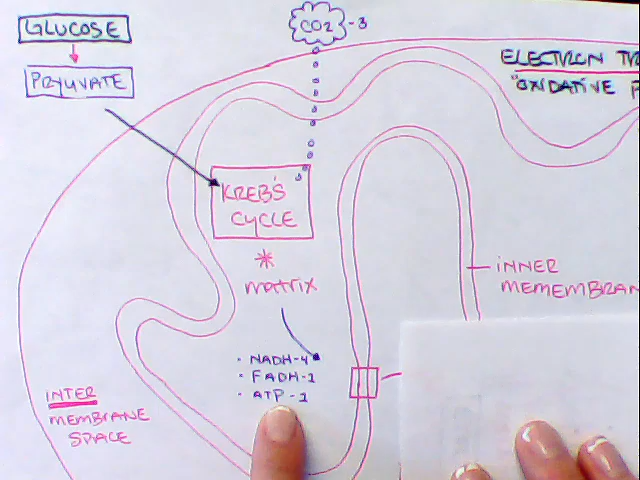 GLUCOSE
PRYUVATE
CO2 -3
ELECTRON
"OXIDATIVE
KREB'S
CYCLE
*
matrix
INNER
MEMEMBRAN
• NADH-4
• FADH-1
• ATP-1
INTER
MEMBRANE
SPACE